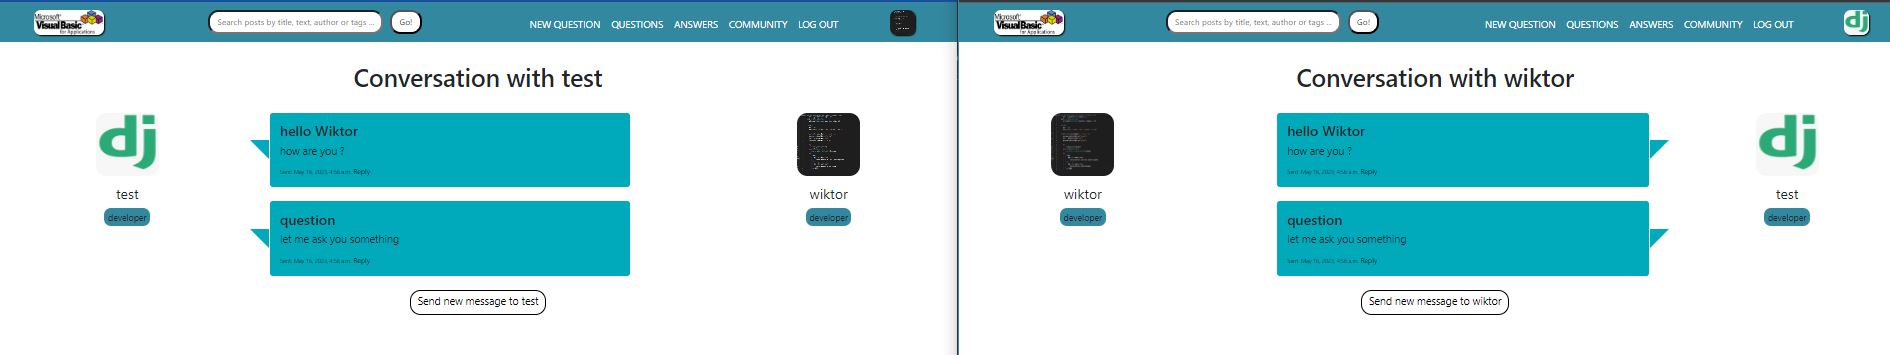 Microsoft
Visual Basic
for Applications
Search posts by title, text, author or tags ...
Go!
NEW QUESTION QUESTIONS ANSWERS COMMUNITY LOG OUT
Conversation with test
dj
test
developer
hello Wiktor
how are you ?
Sent: May 16, 2023, 4:56 a.m. Reply
question
let me ask you something
Sent: May 16, 2023, 4:56 a.m. Reply
wiktor
developer
Send new message to test
Microsoft
Visual Basic
for Applications
Search posts by title, text, author or tags ...
Go!
NEW QUESTION QUESTIONS ANSWERS COMMUNITY LOG OUT
dj
Conversation with wiktor
wiktor
developer
hello Wiktor
how are you ?
Sent: May 16, 2023, 4:56 a.m. Reply
question
let me ask you something
Sent: May 16, 2023, 4:56 a.m. Reply
dj
test
developer
Send new message to wiktor